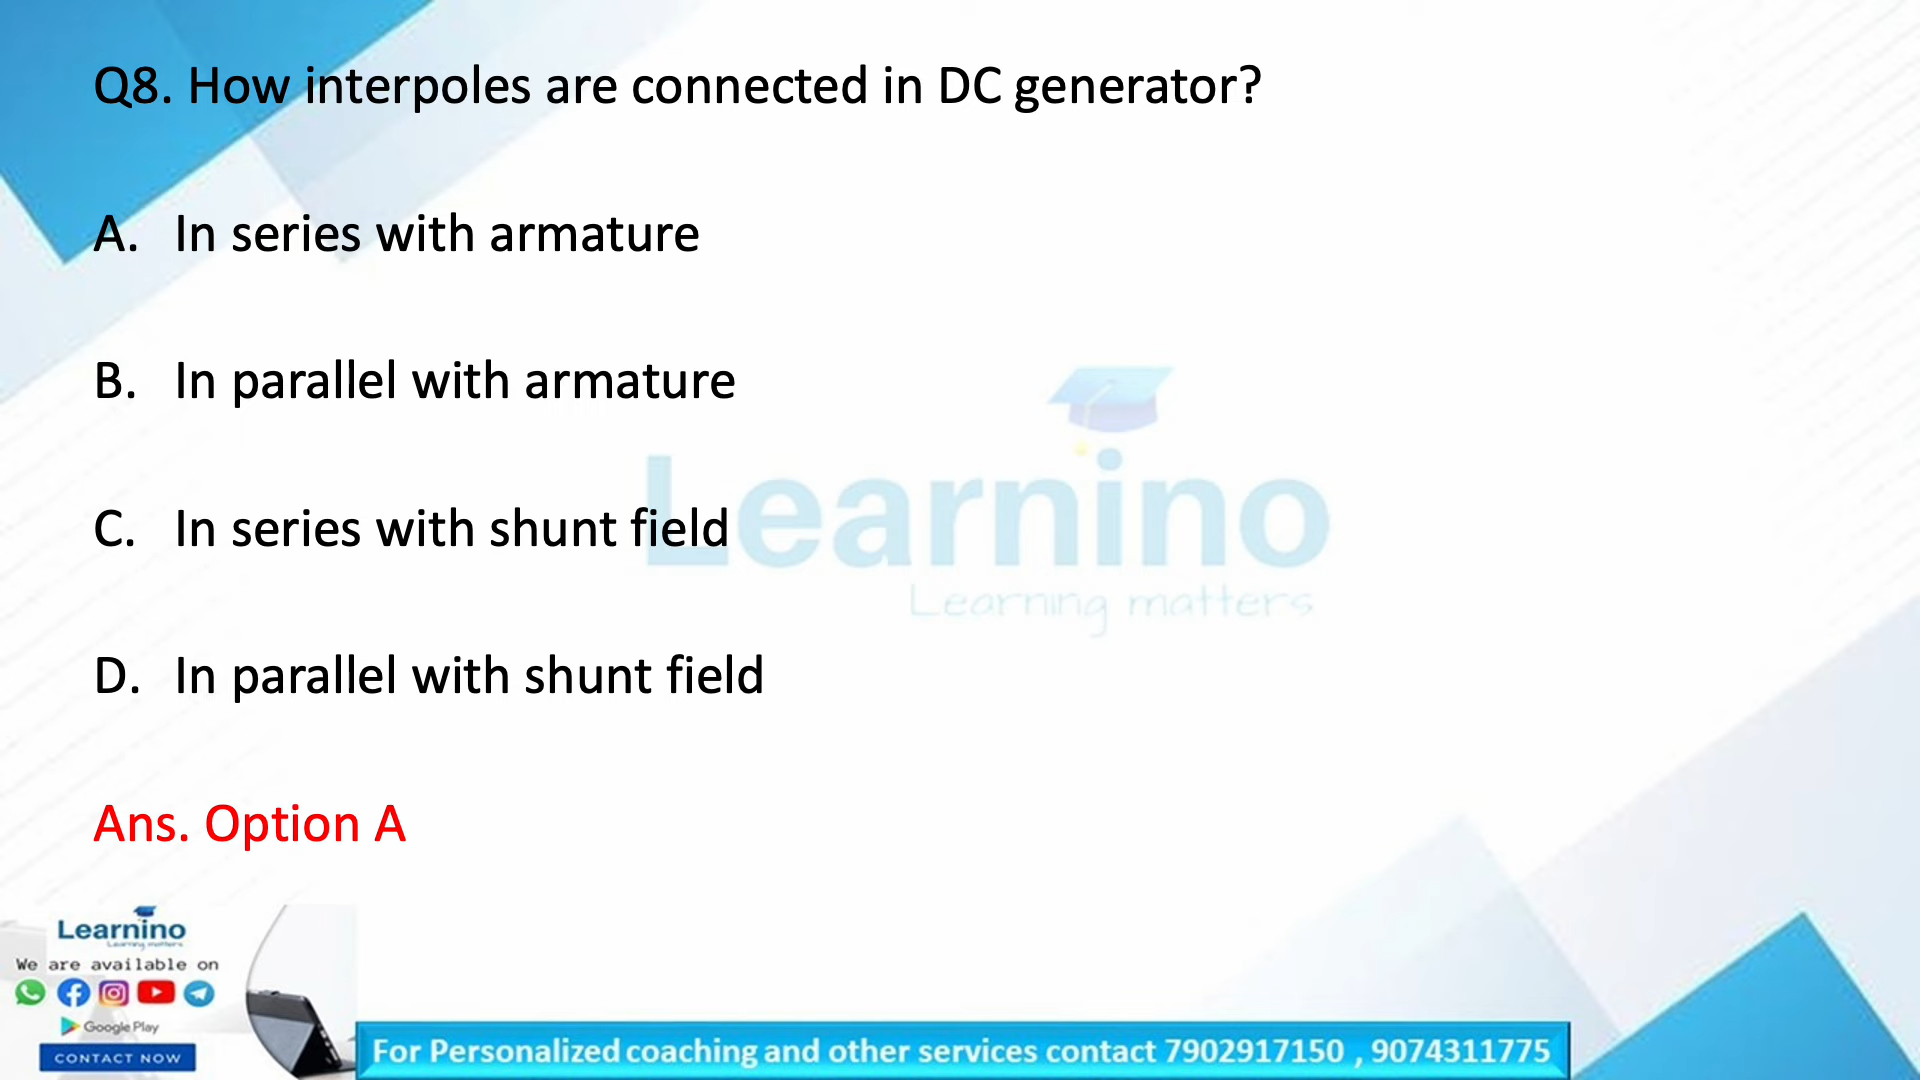 Q8. How interpoles are connected in DC generator?
A. In series with armature
B. In parallel with armature
C. In series with shunt field
D. In parallel with shunt field
Learnino
Learning matters
Ans. Option A
Learnino
Learning matters
We are available on
Google Play
CONTACT NOW
For Personalized coaching and other services contact 7902917150 , 9074311775